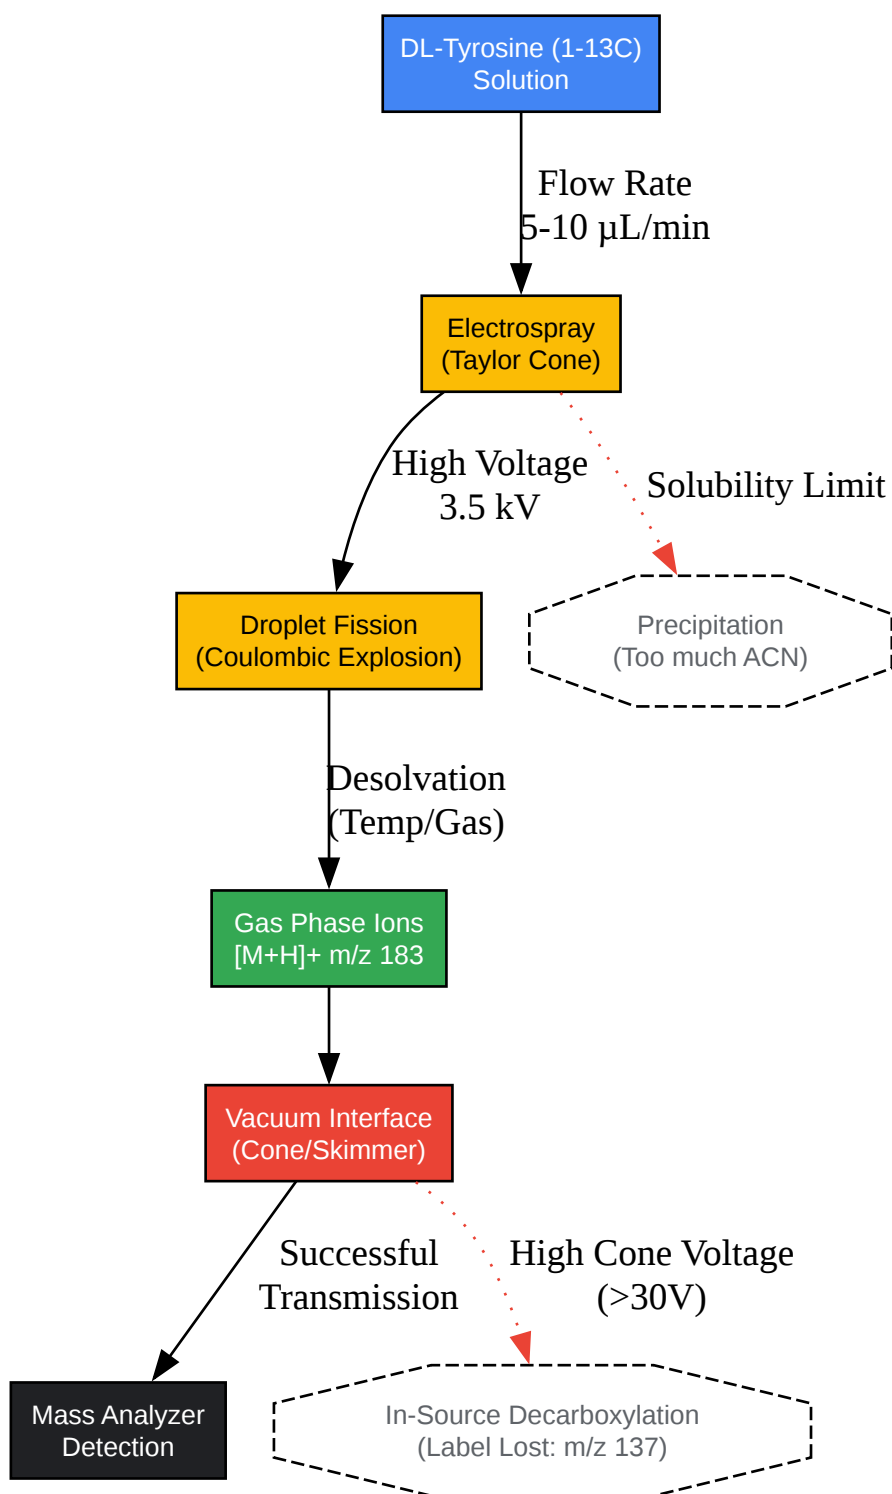 DL-Tyrosine (1-13C)
Solution
Flow Rate
5-10 µL/min
Electrospray
(Taylor Cone)
High Voltage
3.5 kV
Solubility Limit
Droplet Fission
(Coulombic Explosion)
Precipitation
(Too much ACN)
Desolvation
(Temp/Gas)
Gas Phase Ions
[M+H]+ m/z 183
Vacuum Interface
(Cone/Skimmer)
Successful
Transmission
High Cone Voltage
(>30V)
Mass Analyzer
Detection
In-Source Decarboxylation
(Label Lost: m/z 137)